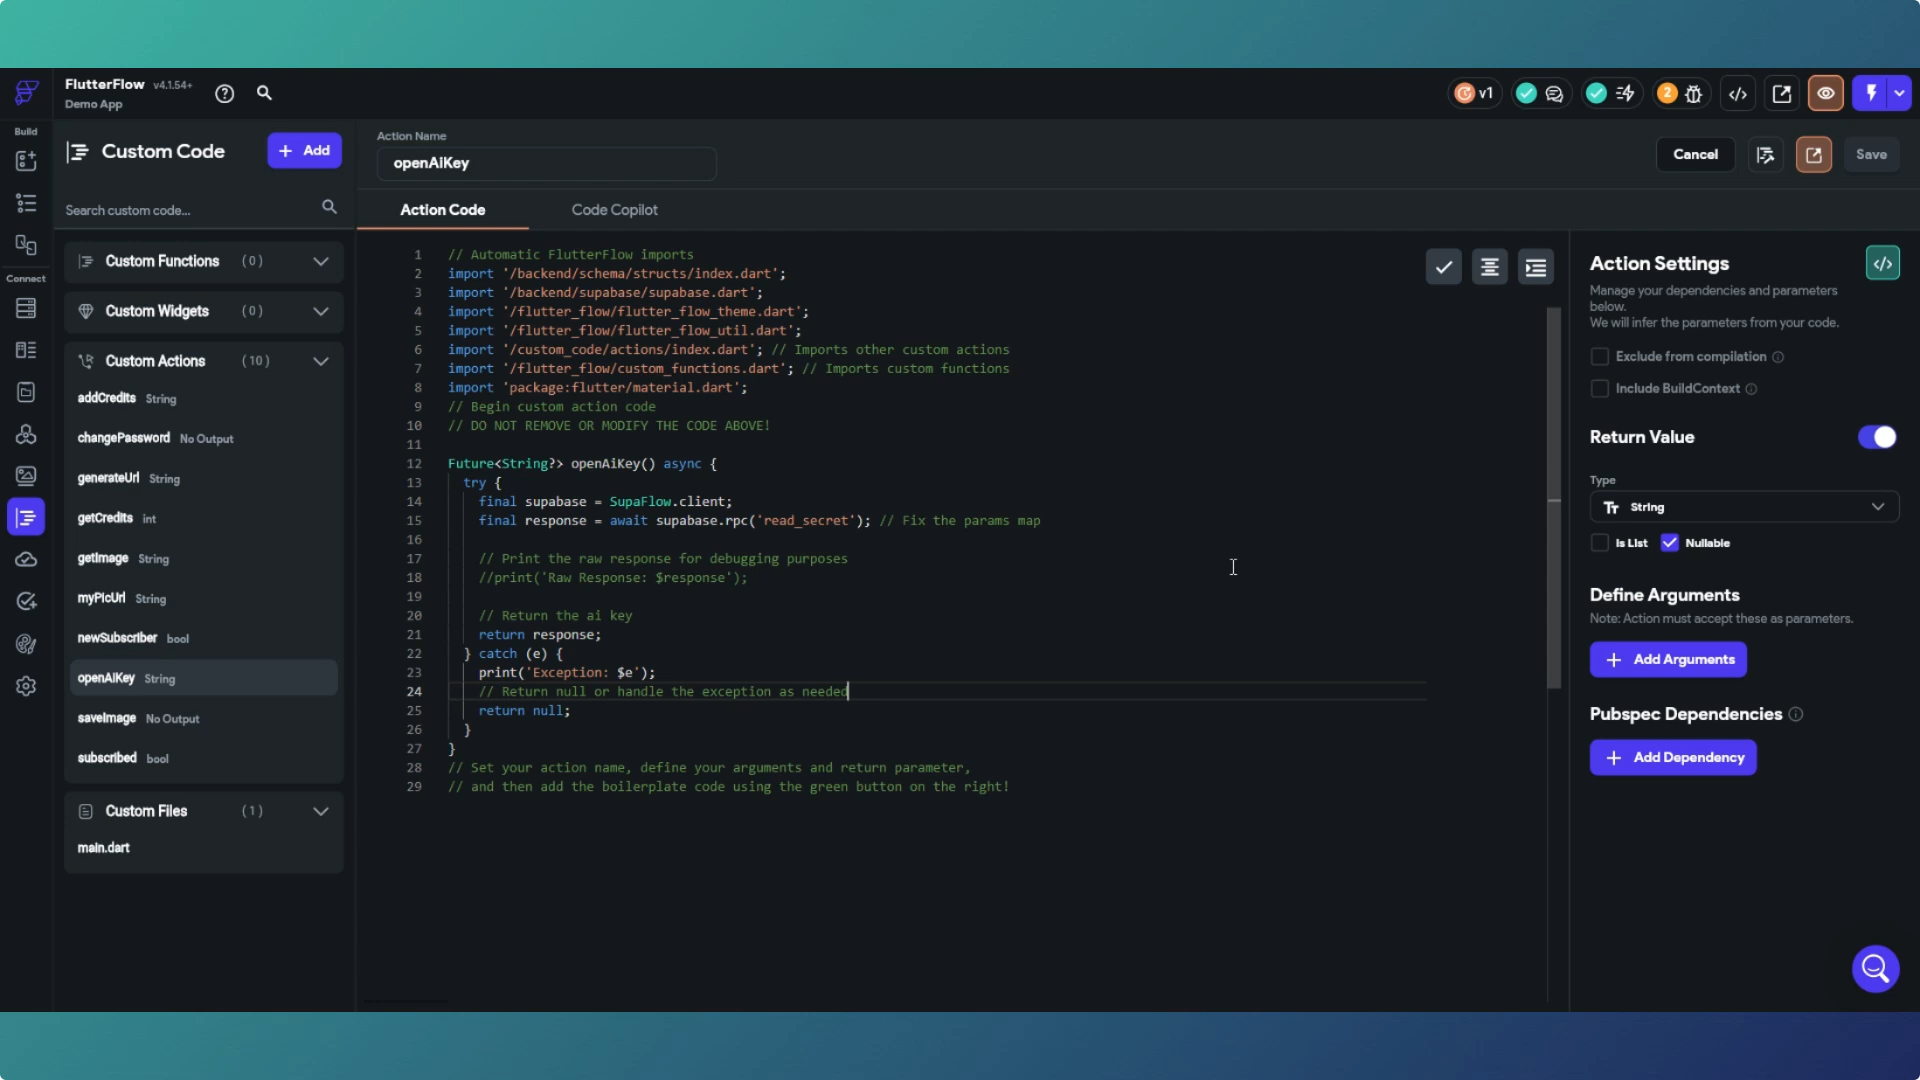 FlutterFlow v4.1.54+
Demo App
v1
2
Build
Connect
Custom Code
+ Add
Search custom code...
Custom Functions (0)
Custom Widgets (0)
Custom Actions (10)
addCredits String
changePassword No Output
generateUrl String
getCredits int
getImage String
myPicUrl String
newSubscriber bool
openAiKey String
saveImage No Output
subscribed bool
Custom Files (1)
main.dart
Action Name
openAiKey
Cancel
Save
Action Code
Code Copilot
1 // Automatic FlutterFlow imports
2 import '/backend/schema/structs/index.dart';
3 import '/backend/supabase/supabase.dart';
4 import '/flutter_flow/flutter_flow_theme.dart';
5 import '/flutter_flow/flutter_flow_util.dart';
6 import '/custom_code/actions/index.dart'; // Imports other custom actions
7 import '/flutter_flow/custom_functions.dart'; // Imports custom functions
8 import 'package:flutter/material.dart';
9 // Begin custom action code
10 // DO NOT REMOVE OR MODIFY THE CODE ABOVE!
11
12 Future<String?> openAiKey() async {
13 try {
14 final supabase = SupaFlow.client;
15 final response = await supabase.rpc('read_secret'); // Fix the params map
16
17 // Print the raw response for debugging purposes
18 //print('Raw Response: $response');
19
20 // Return the ai key
21 return response;
22 } catch (e) {
23 print('Exception: $e');
24 // Return null or handle the exception as needed
25 return null;
26 }
27 }
28 // Set your action name, define your arguments and return parameter,
29 // and then add the boilerplate code using the green button on the right!
Action Settings
Manage your dependencies and parameters
below.
We will infer the parameters from your code.
Exclude from compilation
Include BuildContext
Return Value
Type
Tr String
Is List Nullable
Define Arguments
Note: Action must accept these as parameters.
+ Add Arguments
Pubspec Dependencies
+ Add Dependency